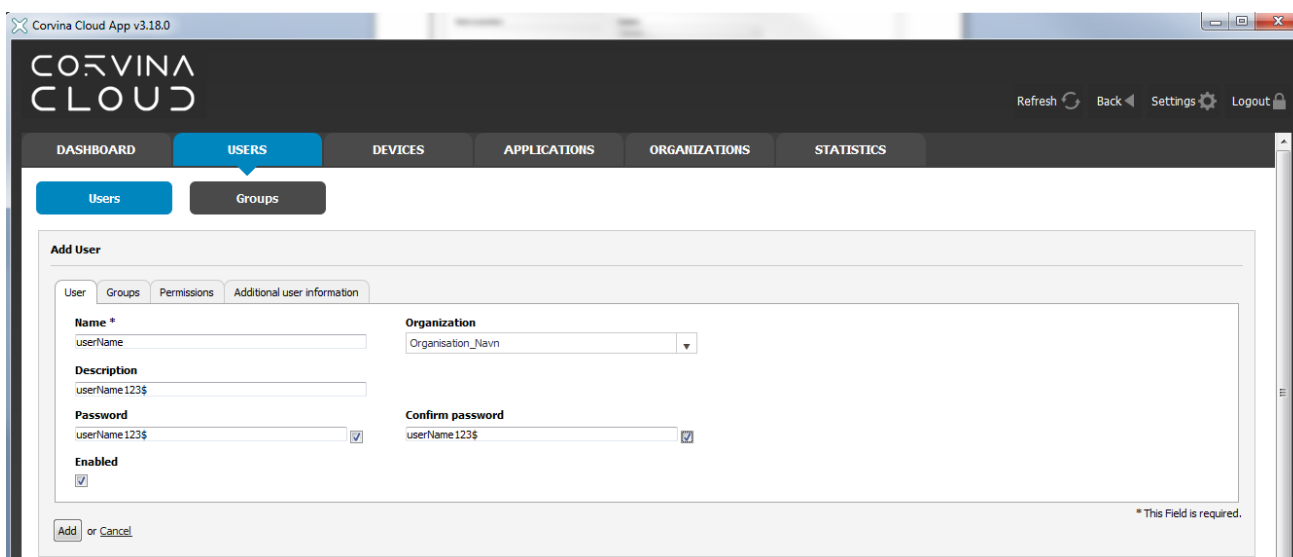 Corvina Cloud App v3.18.0
CORVINA
CLOUD
Refresh Back Settings Logout
DASHBOARD USERS DEVICES APPLICATIONS ORGANIZATIONS STATISTICS
Users Groups
Add User
User Groups Permissions Additional user information
Name * Organization
userName Organisation_Navn
Description
userName123$
Password Confirm password
userName123$ userName123$
Enabled
* This Field is required.
Add or Cancel